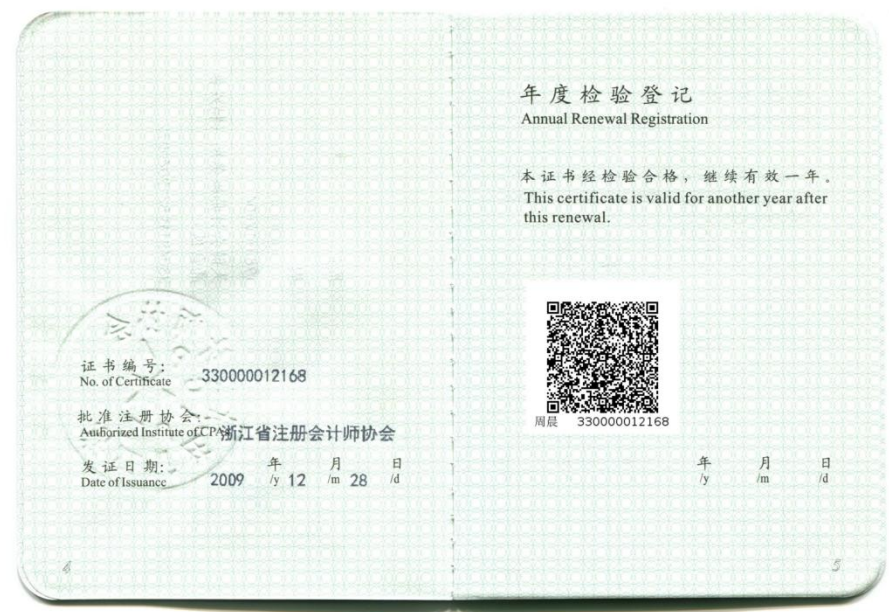 证书编号:
No. of Certificate
330000012168
批准注册协会:
Authorized Institute of CPA
浙江省注册会计师协会
发证日期:
Date of Issuance
2009 年 12 月 28 日
/y /m /d
4
年度检验登记
Annual Renewal Registration
本证书经检验合格，继续有效一年。
This certificate is valid for another year after
this renewal.
周晨 330000012168
年 月 日
/y /m /d
5